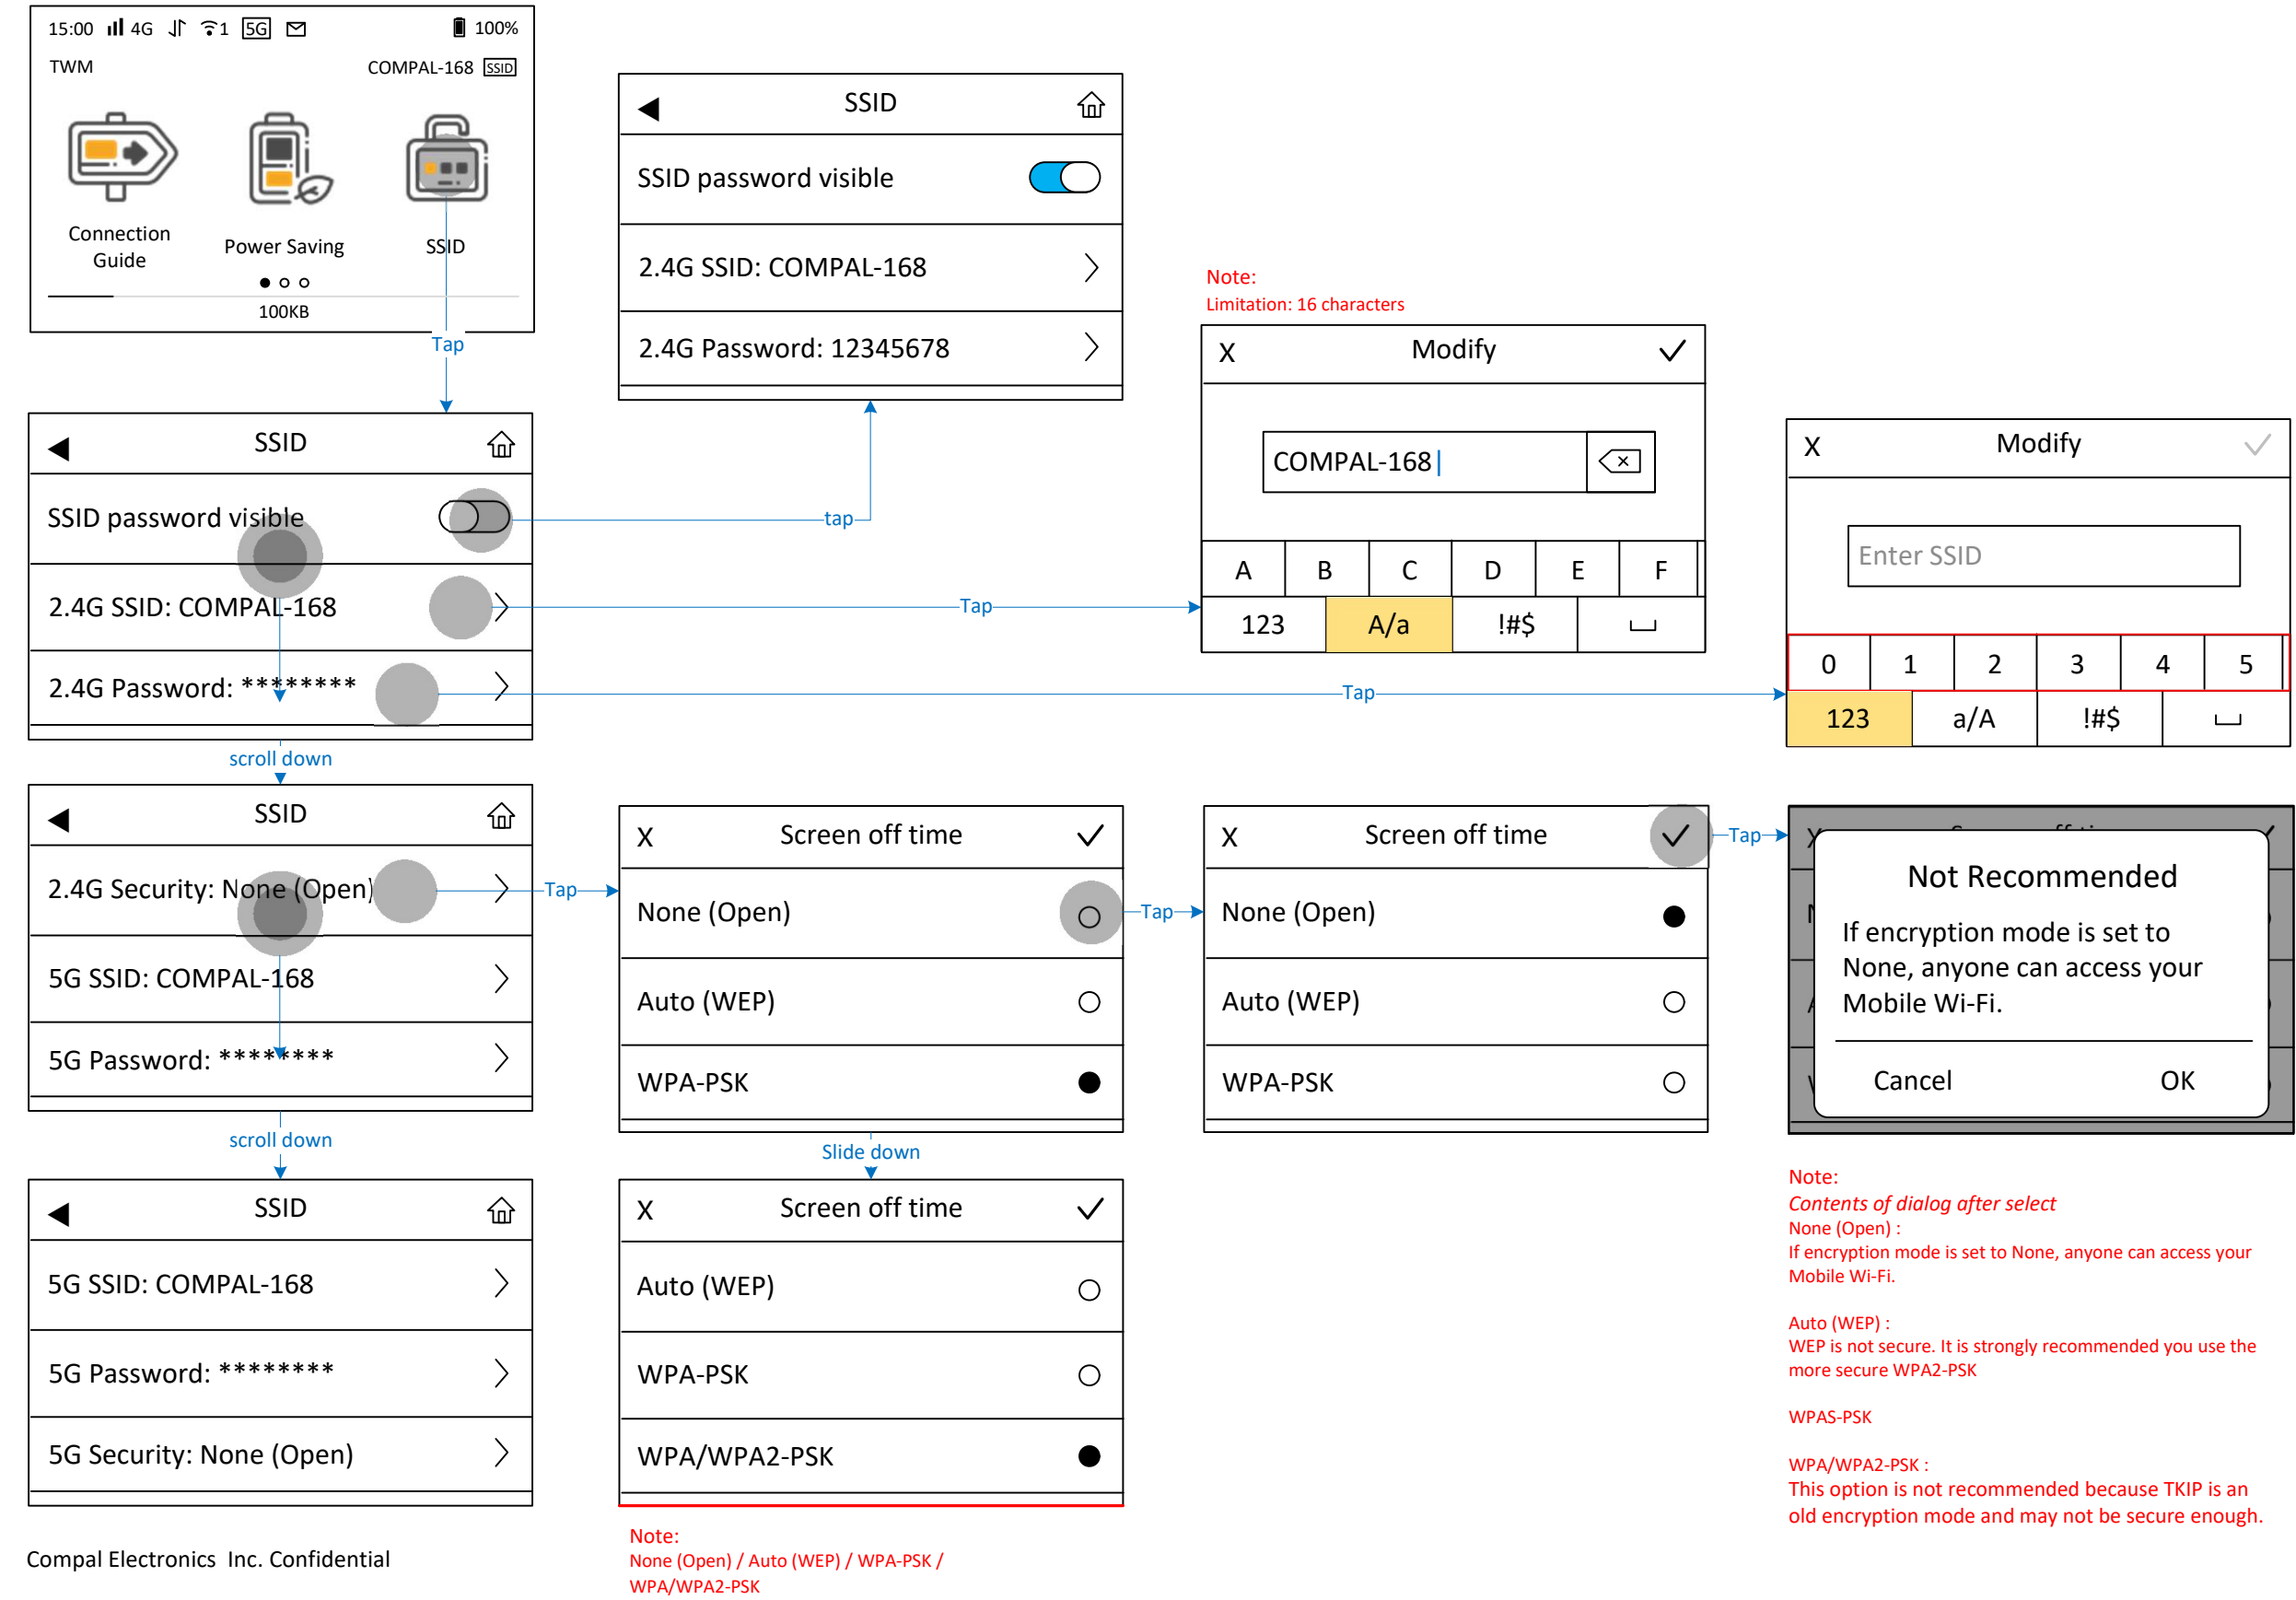 15:00 4G 1 5G 100%
TWM COMPAL-168 SSID
Connection
Guide
Power Saving
SSID
100KB
Tap
SSID
SSID password visible
2.4G SSID: COMPAL-168
2.4G Password: 12345678
Note:
Limitation: 16 characters
X Modify
COMPAL-168
A B C D E F
123 A/a !#$
SSID
SSID password visible
tap
2.4G SSID: COMPAL-168
Tap
2.4G Password: ********
Tap
scroll down
X Modify
Enter SSID
0 1 2 3 4 5
123 a/A !#$
SSID
2.4G Security: None (Open)
Tap
5G SSID: COMPAL-168
5G Password: ********
scroll down
X Screen off time
None (Open)
Tap
Auto (WEP)
WPA-PSK
Slide down
X Screen off time
Tap
None (Open)
Auto (WEP)
WPA-PSK
Not Recommended
If encryption mode is set to
None, anyone can access your
Mobile Wi-Fi.
Cancel OK
SSID
5G SSID: COMPAL-168
5G Password: ********
5G Security: None (Open)
X Screen off time
Auto (WEP)
WPA-PSK
WPA/WPA2-PSK
Note:
None (Open) / Auto (WEP) / WPA-PSK /
WPA/WPA2-PSK
Note:
Contents of dialog after select
None (Open) :
If encryption mode is set to None, anyone can access your
Mobile Wi-Fi.
Auto (WEP) :
WEP is not secure. It is strongly recommended you use the
more secure WPA2-PSK
WPAS-PSK
WPA/WPA2-PSK :
This option is not recommended because TKIP is an
old encryption mode and may not be secure enough.
Compal Electronics Inc. Confidential